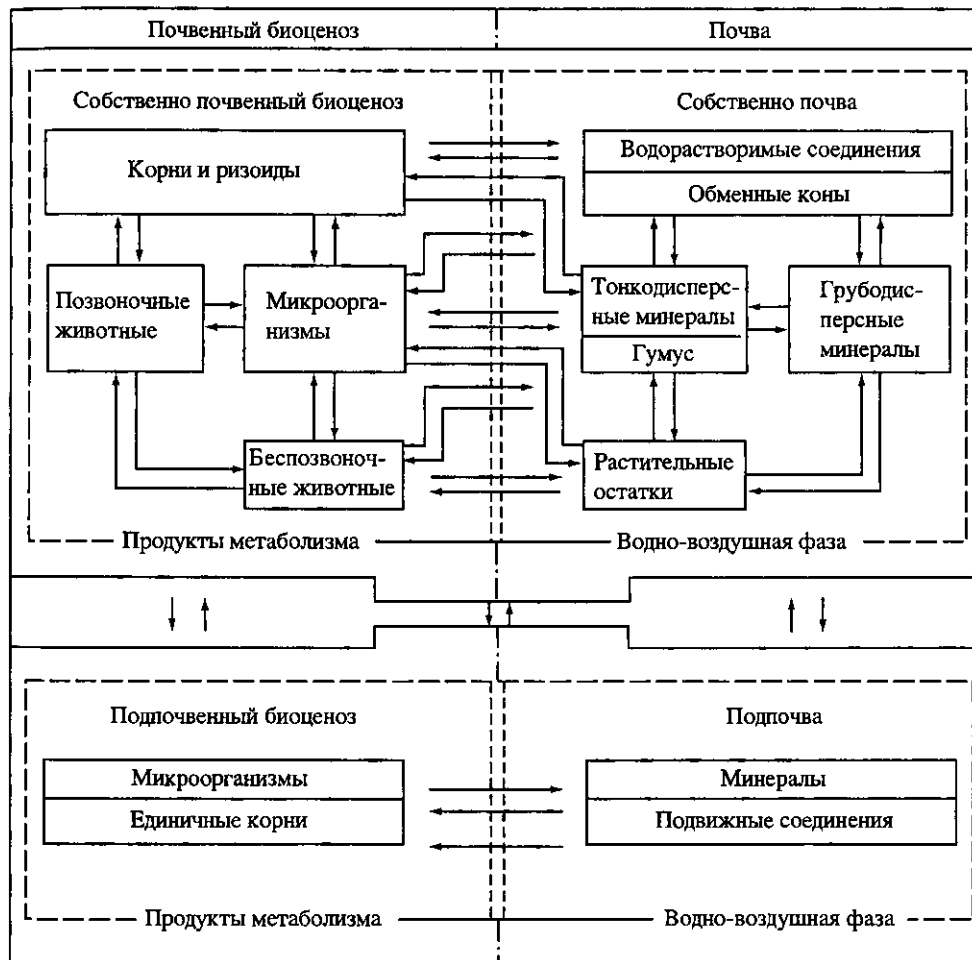 Почвенный биоценоз
Почва
Собственно почвенный биоценоз
Собственно почва
Корни и ризоиды
Водорастворимые соединения
Обменные коны
Позвоночные
животные
Микроорга-
низмы
Тонкодисперс-
ные минералы
Гумус
Грубодис-
персные
минералы
Беспозвоноч-
ные животные
Растительные
остатки
Продукты метаболизма
Водно-воздушная фаза
Подпочвенный биоценоз
Подпочва
Микроорганизмы
Единичные корни
Минералы
Подвижные соединения
Продукты метаболизма
Водно-воздушная фаза